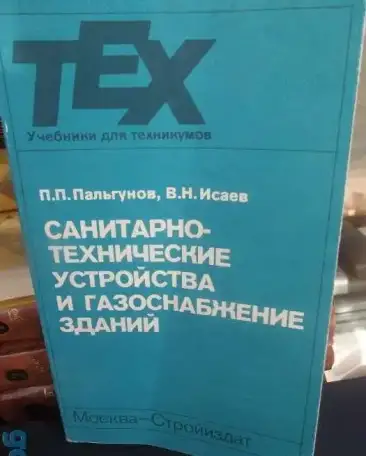 ТЕХ
Учебники для техникумов
П.П.Пальгунов, В.Н.Исаев
САНИТАРНО-
ТЕХНИЧЕСКИЕ
УСТРОЙСТВА
И ГАЗОСНАБЖЕНИЕ
ЗДАНИЙ
Москва–Стройиздат